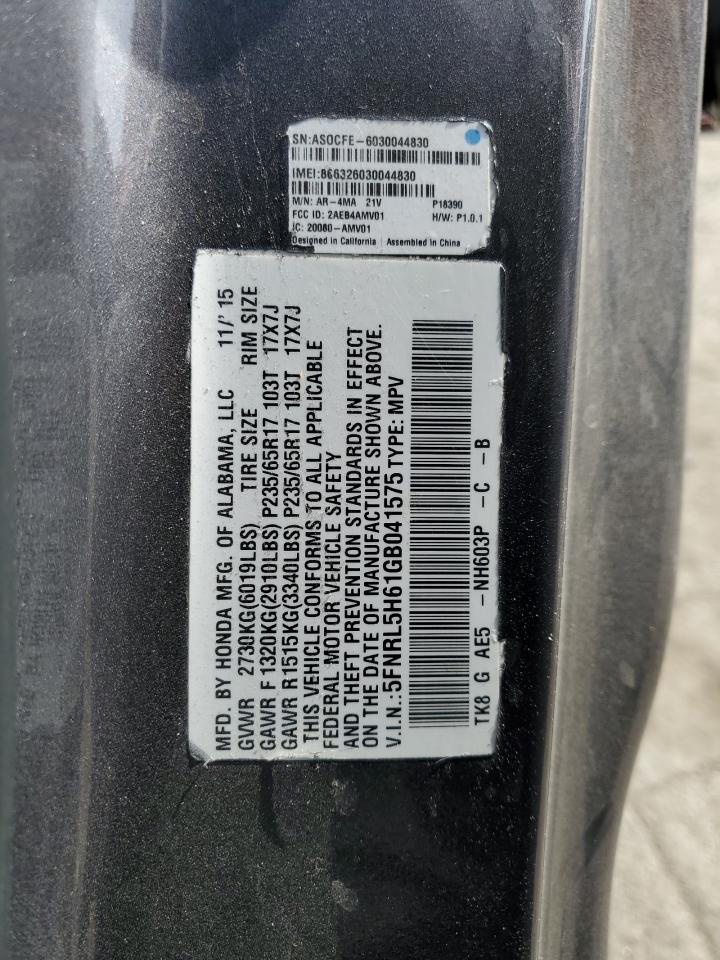 SN:ASOCFE-6030044830
IMEI:866326030044830
M/N: AR-4MA 21V P18390
FCC ID: 2AEB4AMV01 H/W: P1.0.1
IC: 20080-AMV01
Designed in California | Assembled in China
MFD. BY HONDA MFG. OF ALABAMA, LLC 11/'15
GVWR 2730KG(6019LBS) TIRE SIZE RIM SIZE
GAWR F 1320KG(2910LBS) P235/65R17 103T 17X7J
GAWR R 1515KG(3340LBS) P235/65R17 103T 17X7J
THIS VEHICLE CONFORMS TO ALL APPLICABLE
FEDERAL MOTOR VEHICLE SAFETY
AND THEFT PREVENTION STANDARDS IN EFFECT
ON THE DATE OF MANUFACTURE SHOWN ABOVE.
V.I.N.:5FNRL5H61GB041575 TYPE: MPV
TK8 G AE5 -NH603P -C -B